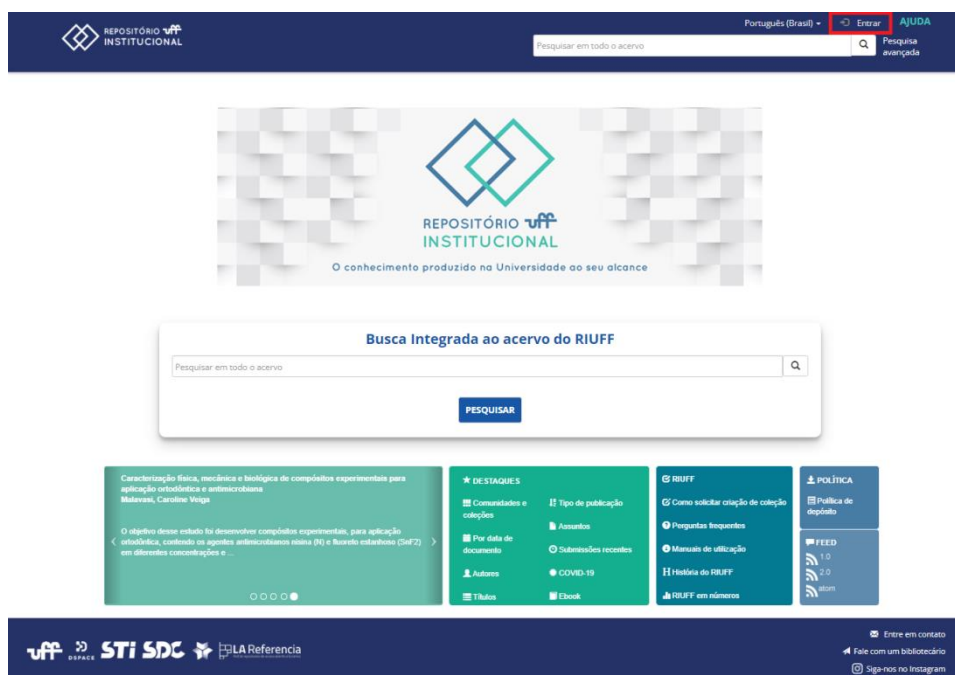 REPOSITÓRIO uff
INSTITUCIONAL
Português (Brasil)
Entrar
AJUDA
Pesquisar em todo o acervo
Pesquisa
avançada
REPOSITÓRIO uff
INSTITUCIONAL
O conhecimento produzido na Universidade ao seu alcance
Busca Integrada ao acervo do RIUFF
Pesquisar em todo o acervo
PESQUISAR
Caracterização física, mecânica e biológica de compósitos experimentais para
aplicação ortodôntica e antimicrobiana
Malavasi, Caroline Veiga
O objetivo desse estudo foi desenvolver compósitos experimentais, para aplicação
ortodôntica, contendo os agentes antimicrobianos nisina (N) e fluoreto estanhoso (SnF2)
em diferentes concentrações e ...
DESTAQUES
Comunidades e
coleções
Por data de
documento
Autores
Títulos
Tipo de publicação
Assuntos
Submissões recentes
COVID-19
Ebook
RIUFF
Como solicitar criação de coleção
Perguntas frequentes
Manuais de utilização
História do RIUFF
RIUFF em números
POLÍTICA
Política de
depósito
FEED
1.0
2.0
atom
uff
DSPACE
STi
SDC
LA Referencia
Entre em contato
Fale com um bibliotecário
Siga-nos no Instagram